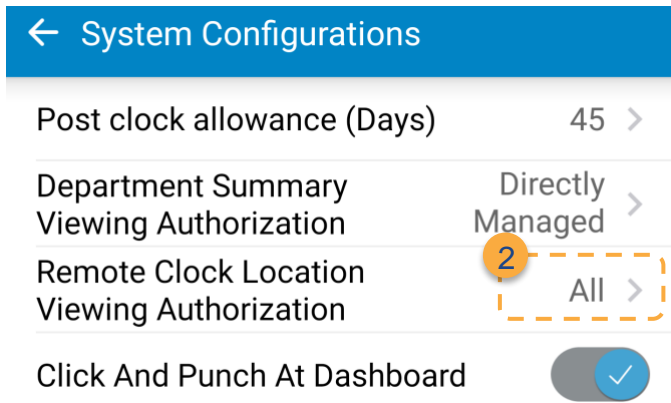 System Configurations
Post clock allowance (Days) 45
Department Summary Directly
Viewing Authorization Managed
2
Remote Clock Location
Viewing Authorization All
Click And Punch At Dashboard